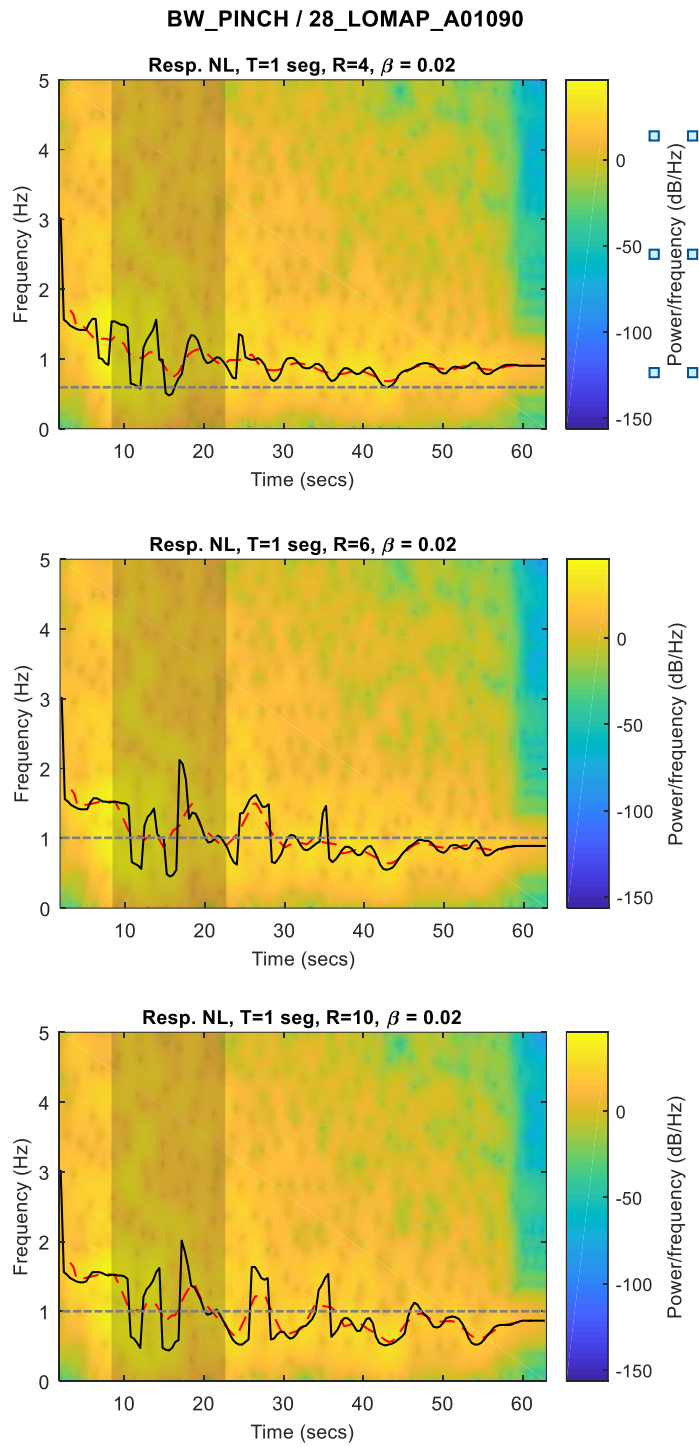 BW_PINCH / 28_LOMAP_A01090
Resp. NL, T=1 seg, R=4, β = 0.02
5
4
3
2
1
0
Frequency (Hz)
10 20 30 40 50 60
Time (secs)
0
-50
-100
-150
Power/frequency (dB/Hz)
Resp. NL, T=1 seg, R=6, β = 0.02
5
4
3
2
1
0
Frequency (Hz)
10 20 30 40 50 60
Time (secs)
0
-50
-100
-150
Power/frequency (dB/Hz)
Resp. NL, T=1 seg, R=10, β = 0.02
5
4
3
2
1
0
Frequency (Hz)
10 20 30 40 50 60
Time (secs)
0
-50
-100
-150
Power/frequency (dB/Hz)